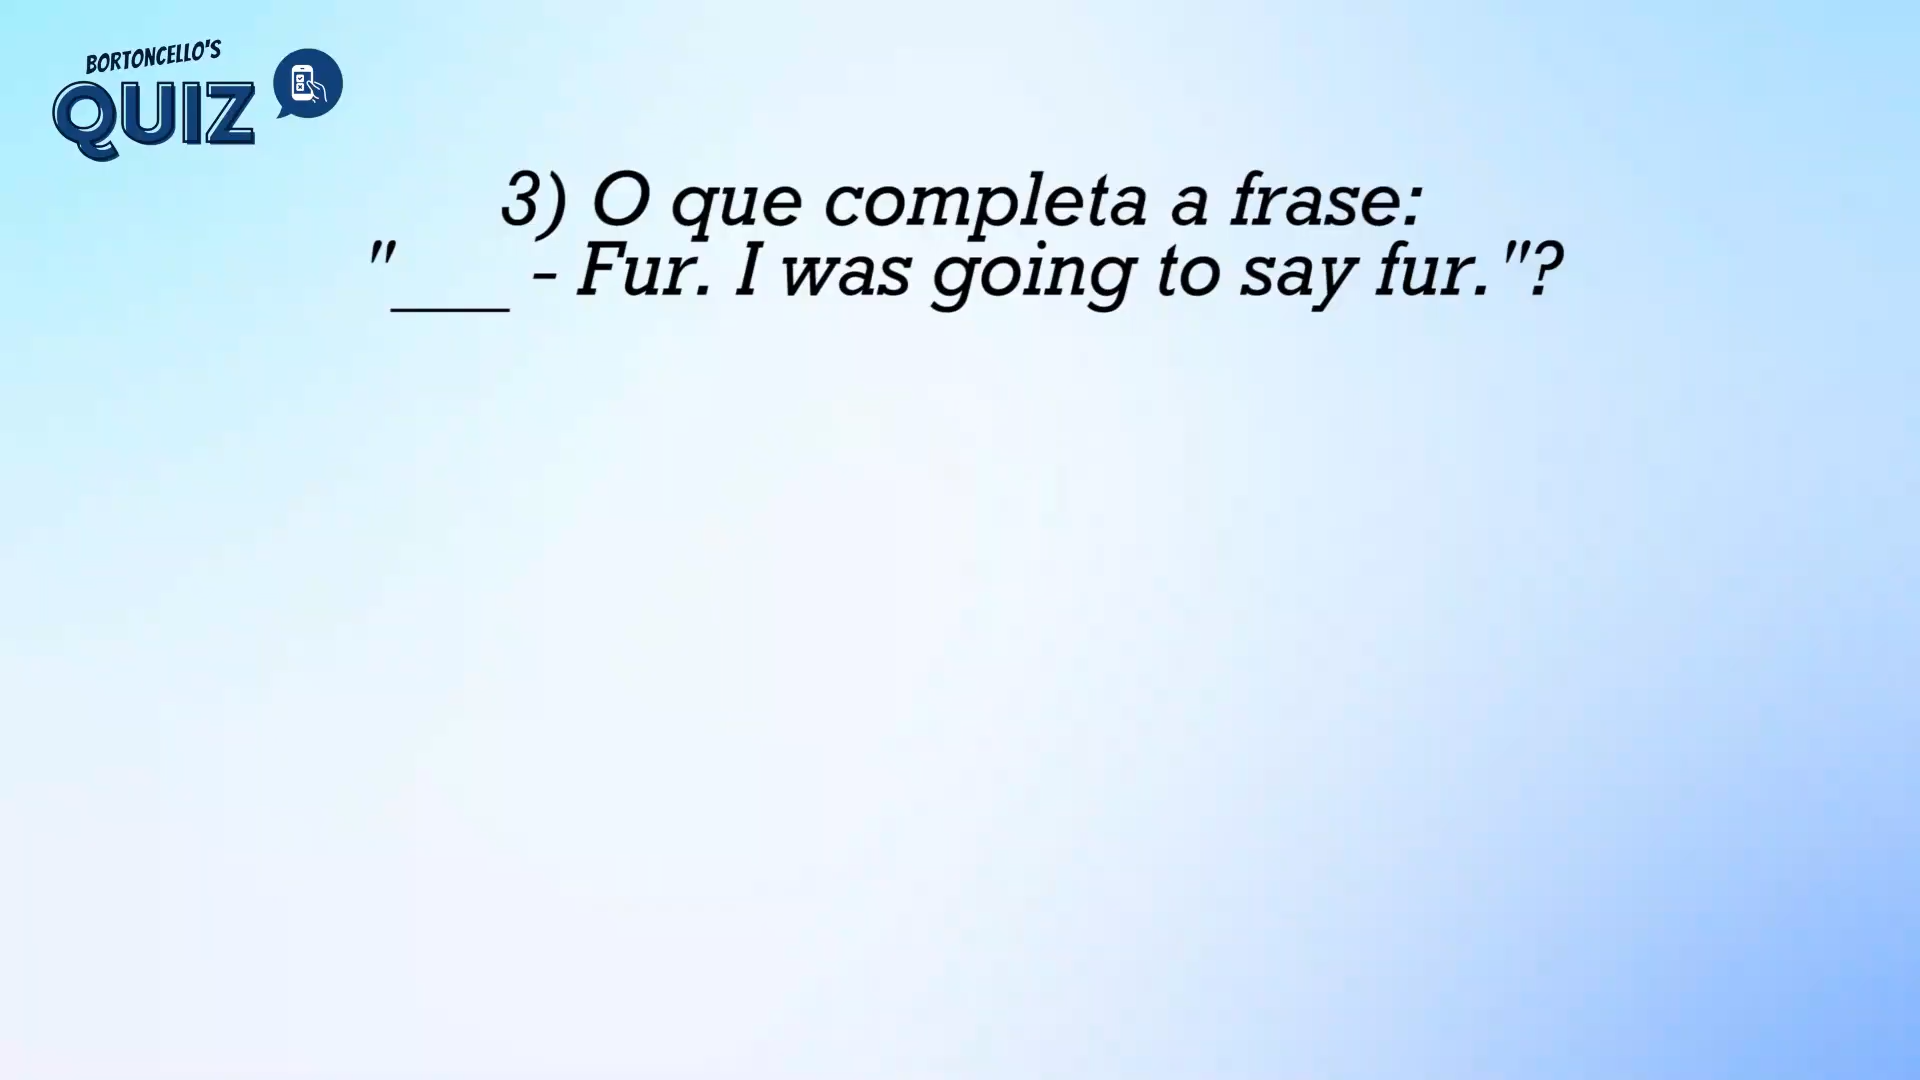 BORTONCELLO'S
QUIZ
3) O que completa a frase:
"___ - Fur. I was going to say fur."?